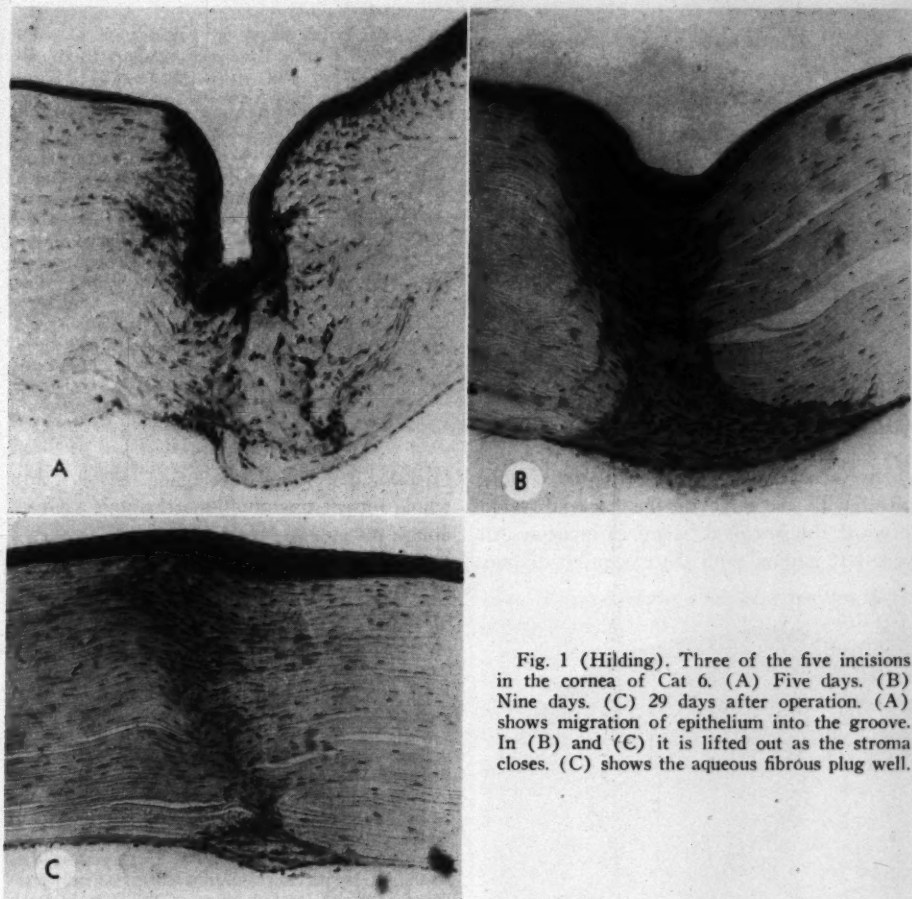 A
B
C
Fig. 1 (Hilding). Three of the five incisions
in the cornea of Cat 6. (A) Five days. (B)
Nine days. (C) 29 days after operation. (A)
shows migration of epithelium into the groove.
In (B) and (C) it is lifted out as the stroma
closes. (C) shows the aqueous fibrous plug well.